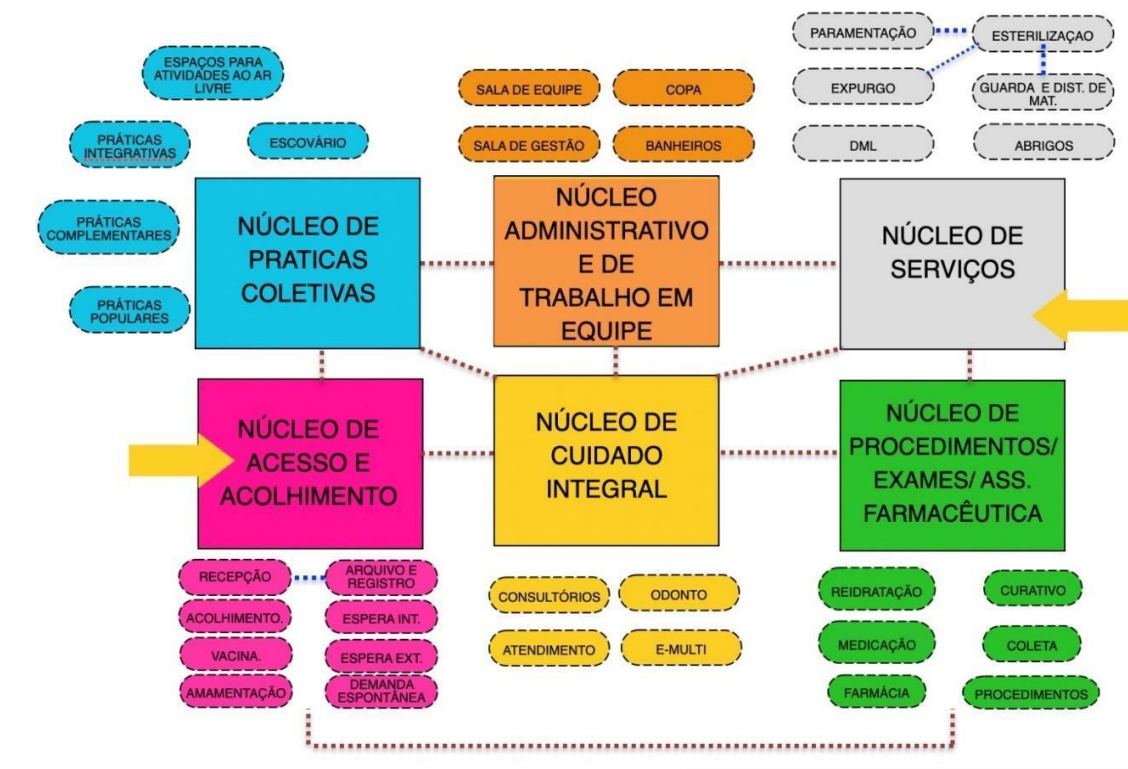 ESPAÇOS PARA
ATIVIDADES AO AR
LIVRE
PRÁTICAS
INTEGRATIVAS
ESCOVÁRIO
PRÁTICAS
COMPLEMENTARES
PRÁTICAS
POPULARES
NÚCLEO DE
PRATICAS
COLETIVAS
SALA DE EQUIPE
COPA
SALA DE GESTÃO
BANHEIROS
NÚCLEO
ADMINISTRATIVO
E DE
TRABALHO EM
EQUIPE
PARAMENTAÇÃO
ESTERILIZAÇAO
EXPURGO
GUARDA E DIST. DE
MAT.
DML
ABRIGOS
NÚCLEO DE
SERVIÇOS
NÚCLEO DE
ACESSO E
ACOLHIMENTO
RECEPÇÃO
ARQUIVO E
REGISTRO
ACOLHIMENTO.
ESPERA INT.
VACINA.
ESPERA EXT.
AMAMENTAÇÃO
DEMANDA
ESPONTÂNEA
NÚCLEO DE
CUIDADO
INTEGRAL
CONSULTÓRIOS
ODONTO
ATENDIMENTO
E-MULTI
NÚCLEO DE
PROCEDIMENTOS/
EXAMES/ ASS.
FARMACÊUTICA
REIDRATAÇÃO
CURATIVO
MEDICAÇÃO
COLETA
FARMÁCIA
PROCEDIMENTOS